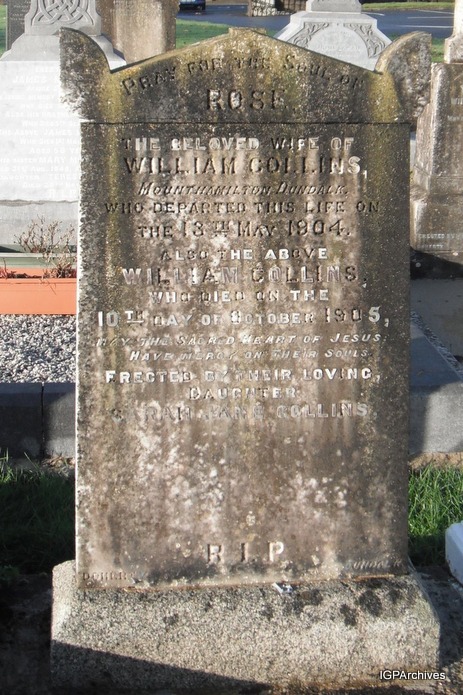 PRAY FOR THE SOUL OF
ROSE
THE BELOVED WIFE OF
WILLIAM COLLINS,
MOUNTHAMILTON DUNDALK
WHO DEPARTED THIS LIFE ON
THE 13TH MAY 1904.
ALSO THE ABOVE
WILLIAM COLLINS,
WHO DIED ON THE
10TH DAY OF OCTOBER 1905,
MAY THE SACRED HEART OF JESUS
HAVE MERCY ON THEIR SOULS.
ERECTED BY THEIR LOVING,
DAUGHTER
SARAH JANE COLLINS.
R.I.P
IGPArchives